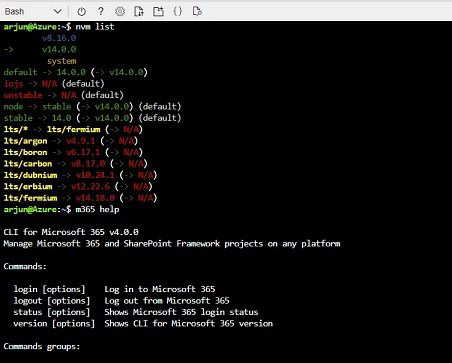 Bash
arjun@Azure:~$ nvm list
v8.16.0
-> v14.0.0
system
default -> 14.0.0 (-> v14.0.0)
iojs -> N/A (default)
unstable -> N/A (default)
node -> stable (-> v14.0.0) (default)
stable -> 14.0 (-> v14.0.0) (default)
lts/* -> lts/fermium (-> N/A)
lts/argon -> v4.9.1 (-> N/A)
lts/boron -> v6.17.1 (-> N/A)
lts/carbon -> v8.17.0 (-> N/A)
lts/dubnium -> v10.24.1 (-> N/A)
lts/erbium -> v12.22.6 (-> N/A)
lts/fermium -> v14.18.0 (-> N/A)
arjun@Azure:~$ m365 help
CLI for Microsoft 365 v4.0.0
Manage Microsoft 365 and SharePoint Framework projects on any platform
Commands:
login [options] Log in to Microsoft 365
logout [options] Log out from Microsoft 365
status [options] Shows Microsoft 365 login status
version [options] Shows CLI for Microsoft 365 version
Commands groups: